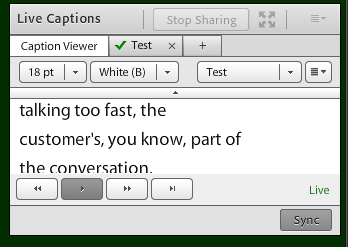 Live Captions Stop Sharing
Caption Viewer Test × +
18 pt White (B) Test
talking too fast, the
customer's, you know, part of
the conversation.
Live
Sync